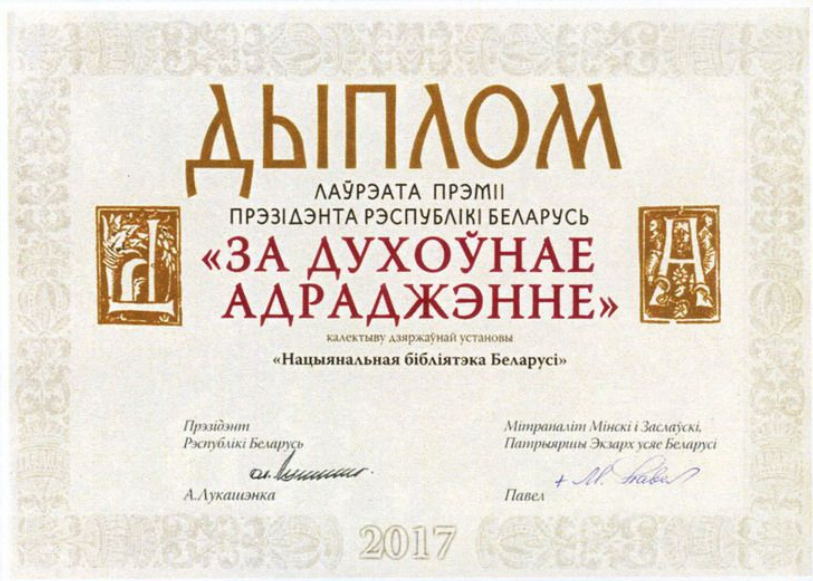 ДЫПЛОМ
ЛАЎРЭАТА ПРЭМІІ
ПРЭЗІДЭНТА РЭСПУБЛІКІ БЕЛАРУСЬ
«ЗА ДУХОЎНАЕ
АДРАДЖЭННЕ»
калектыву дзяржаўнай установы
«Нацыянальная бібліятэка Беларусі»
Прэзідэнт
Рэспублікі Беларусь
А.Лукашэнка
Мітрапаліт Мінскі і Заслаўскі,
Патрыяршы Экзарх усяе Беларусі
Павел
2017